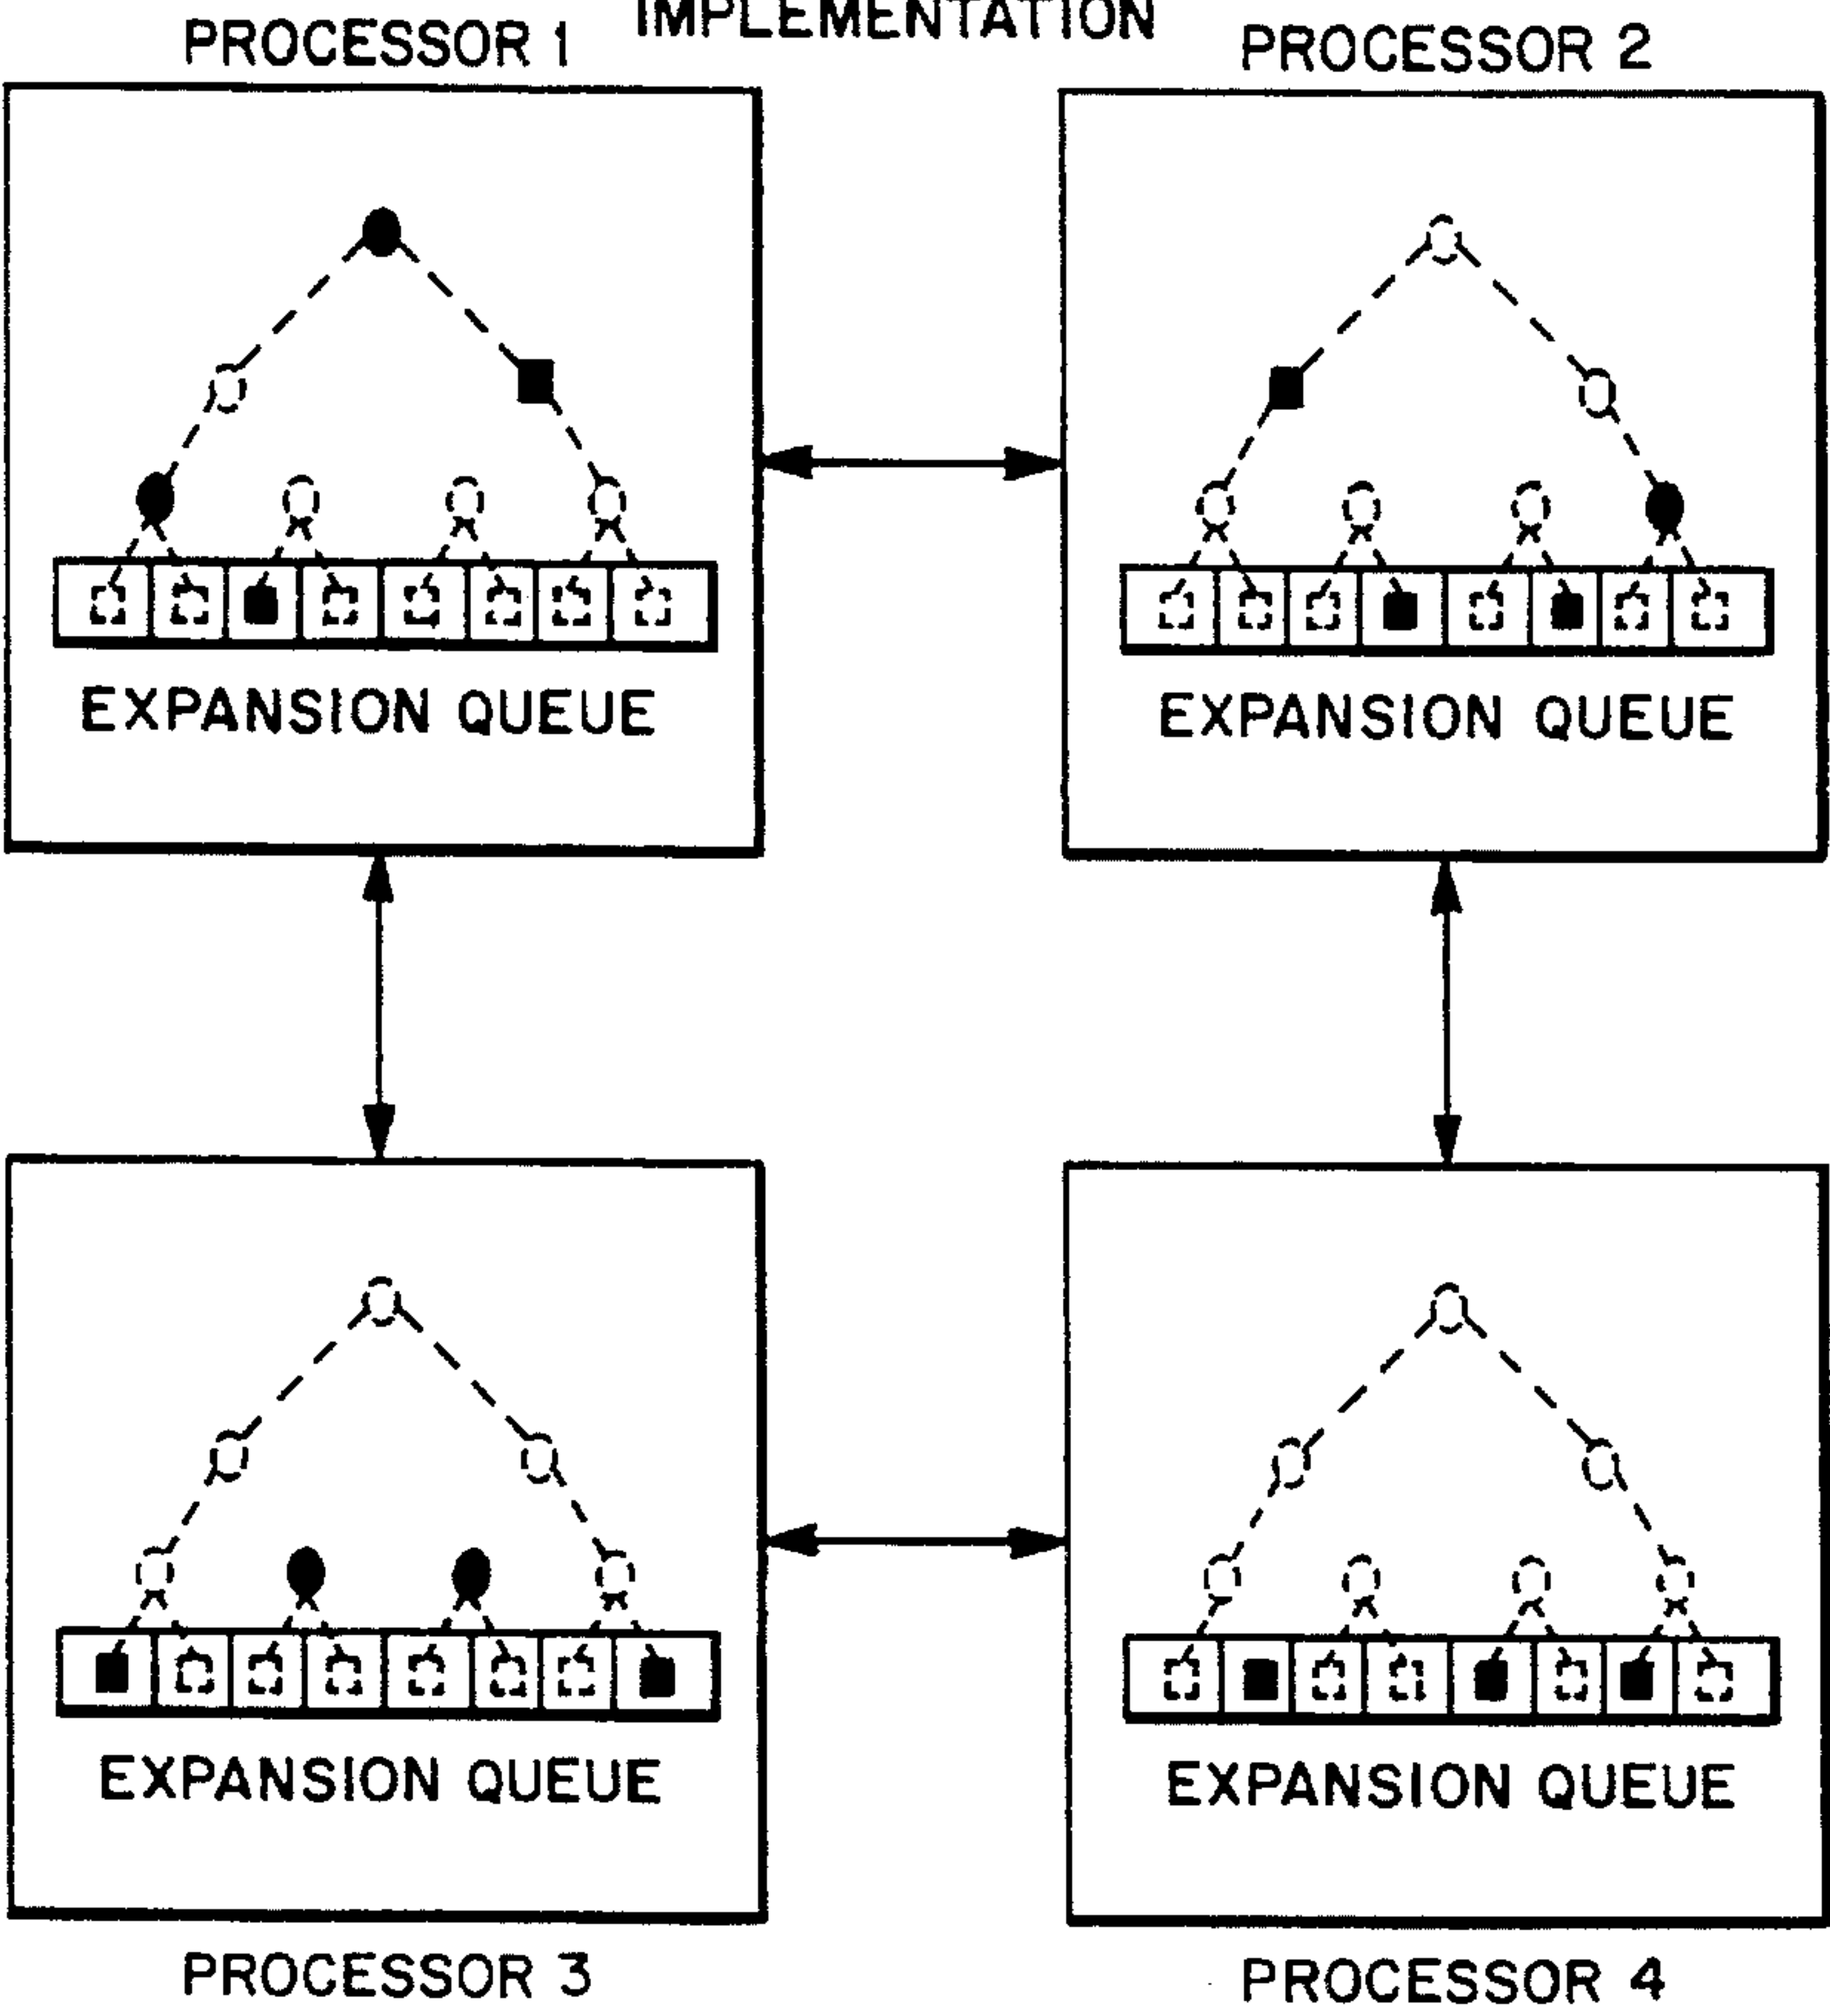 IMPLEMENTATION
PROCESSOR 1
PROCESSOR 2
EXPANSION QUEUE
EXPANSION QUEUE
EXPANSION QUEUE
EXPANSION QUEUE
PROCESSOR 3
PROCESSOR 4